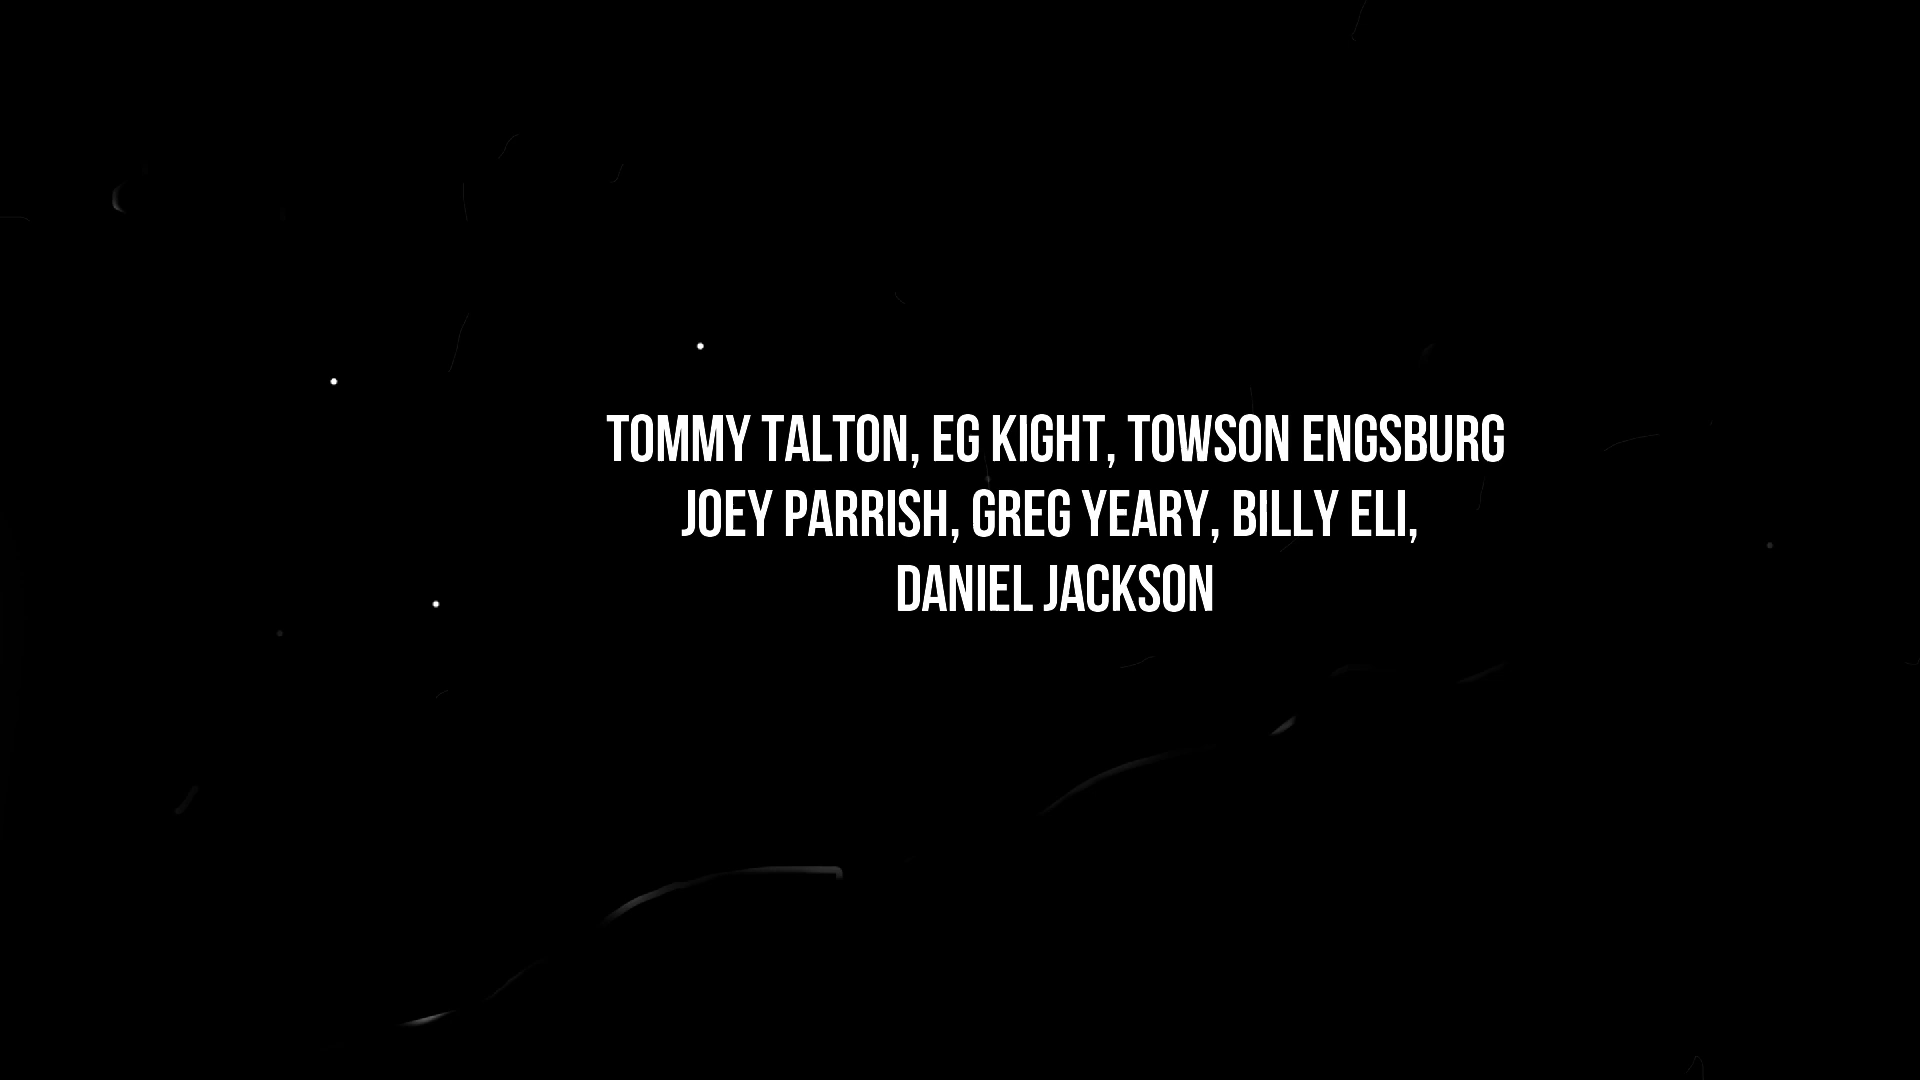 TOMMY TALTON, EG KIGHT, TOWSON ENGSBURG
JOEY PARRISH, GREG YEARY, BILLY ELI,
DANIEL JACKSON